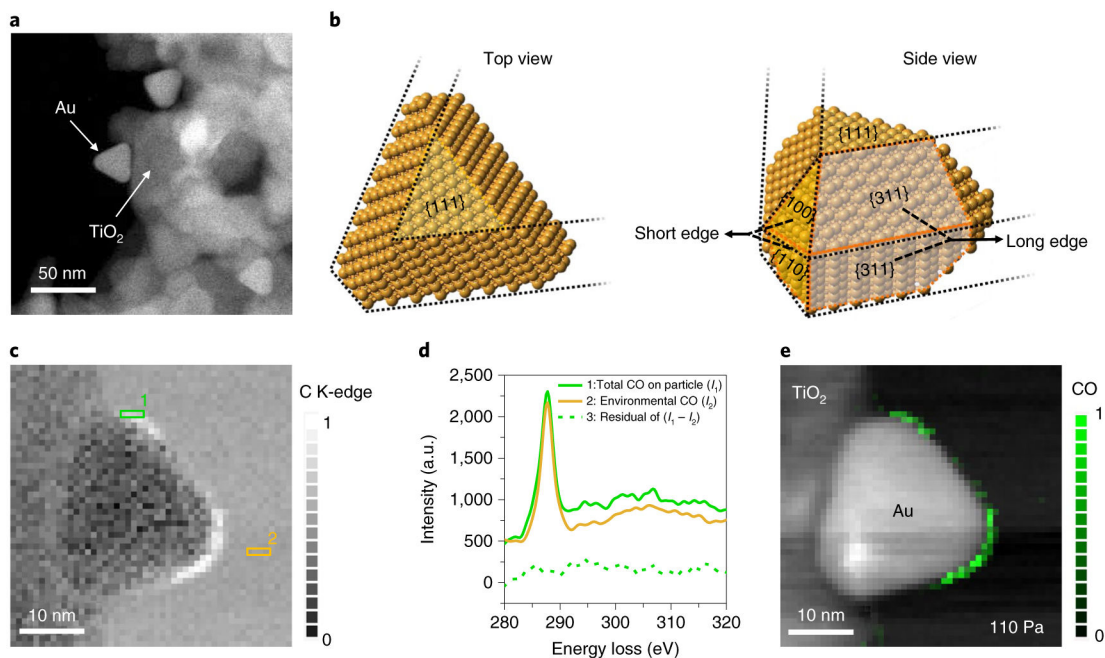 a
Au
TiO2
50 nm
b
Top view
{111}
Side view
{111}
{100}
{311}
Short edge
Long edge
{110}
{311}
c
1
2
10 nm
C K-edge
1
0
d
2,500
2,000
1,500
1,000
500
0
Intensity (a.u.)
1:Total CO on particle (I1)
2: Environmental CO (I2)
3: Residual of (I1 – I2)
280 290 300 310 320
Energy loss (eV)
e
TiO2
Au
10 nm
110 Pa
CO
1
0